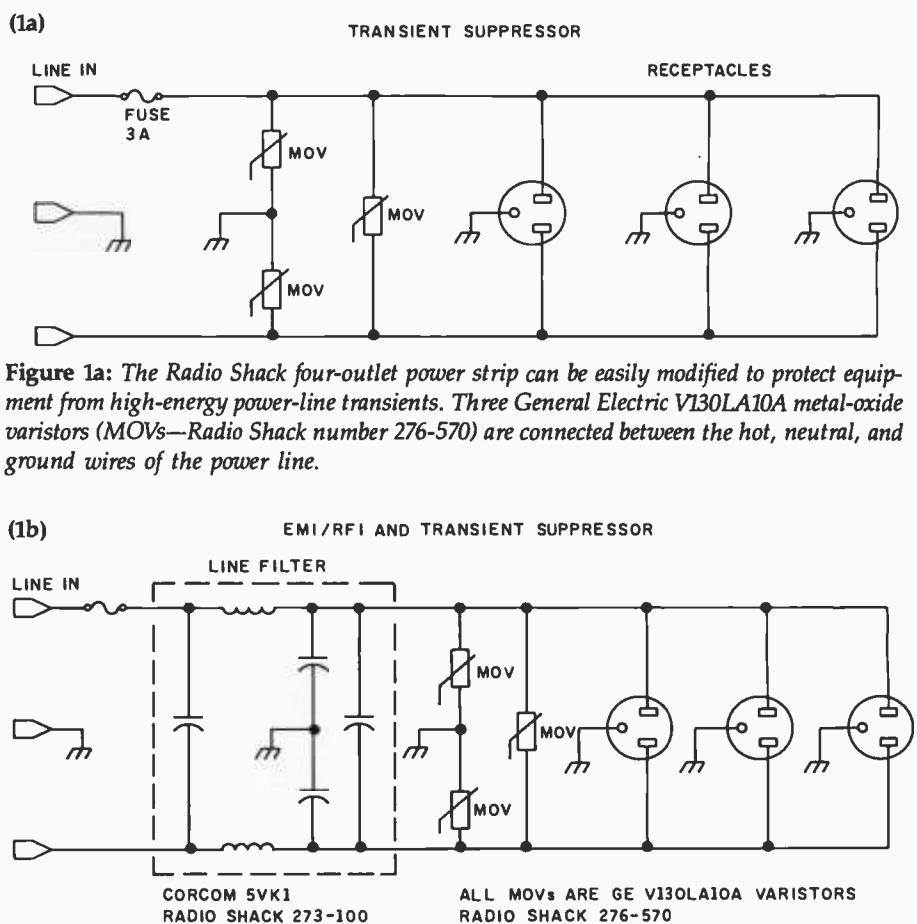 (1a)
TRANSIENT SUPPRESSOR
LINE IN
RECEPTACLES
FUSE
3A
MOV
MOV
MOV
Figure 1a: The Radio Shack four-outlet power strip can be easily modified to protect equip-
ment from high-energy power-line transients. Three General Electric V130LA10A metal-oxide
varistors (MOVs—Radio Shack number 276-570) are connected between the hot, neutral, and
ground wires of the power line.
(1b)
EMI/RFI AND TRANSIENT SUPPRESSOR
LINE FILTER
LINE IN
MOV
MOV
MOV
CORCOM 5VK1
RADIO SHACK 273-100
ALL MOVs ARE GE V130LA10A VARISTORS
RADIO SHACK 276-570